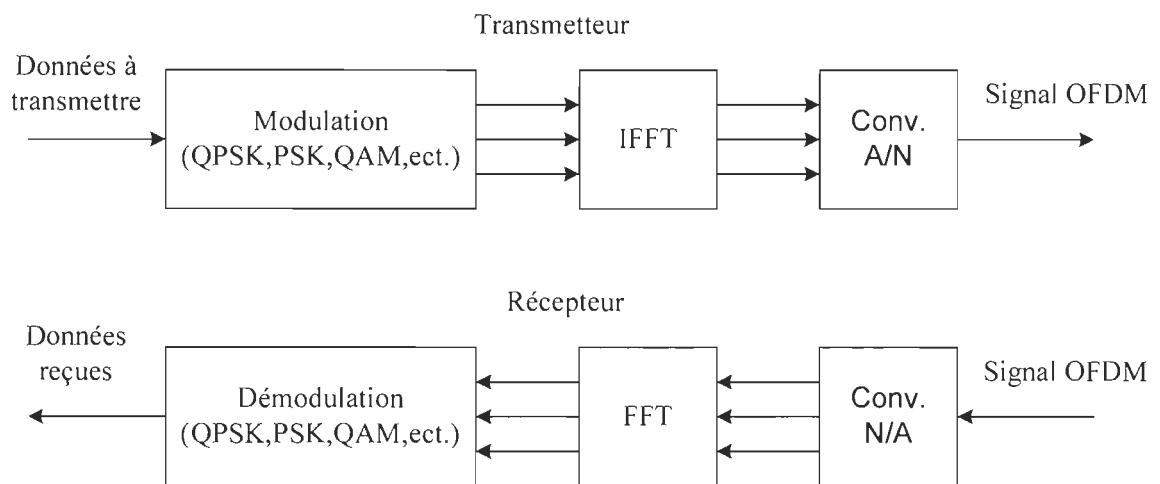 Transmetteur
Données à
transmettre
Modulation
(QPSK,PSK,QAM,ect.)
IFFT
Conv.
A/N
Signal OFDM
Récepteur
Données
reçues
Démodulation
(QPSK,PSK,QAM,ect.)
FFT
Conv.
N/A
Signal OFDM